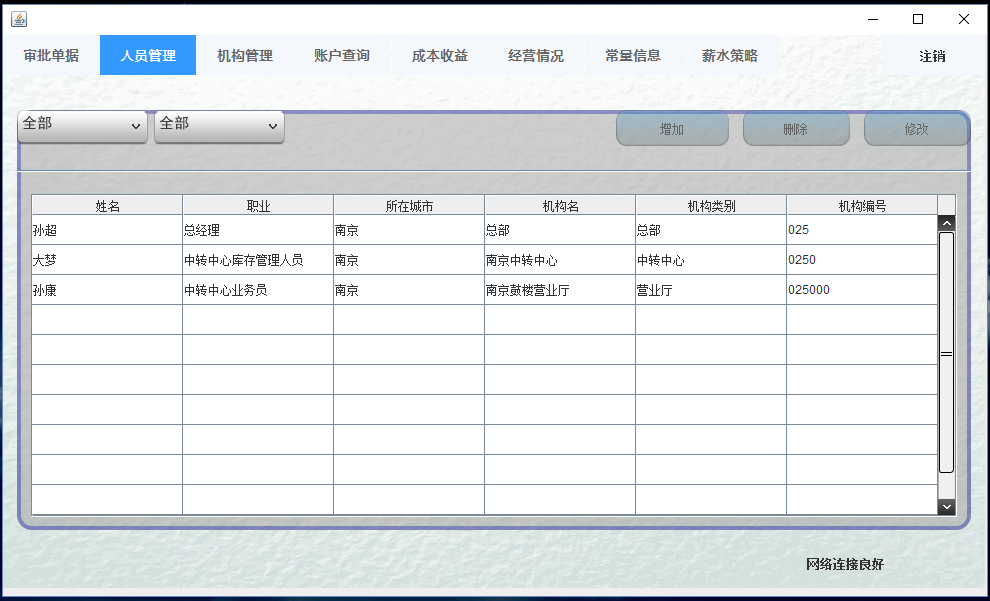 审批单据 人员管理 机构管理 账户查询 成本收益 经营情况 常量信息 薪水策略 注销
全部 全部 增加 删除 修改
姓名 职业 所在城市 机构名 机构类别 机构编号
孙超 总经理 南京 总部 总部 025
大梦 中转中心库存管理人员 南京 南京中转中心 中转中心 0250
孙康 中转中心业务员 南京 南京鼓楼营业厅 营业厅 025000
网络连接良好